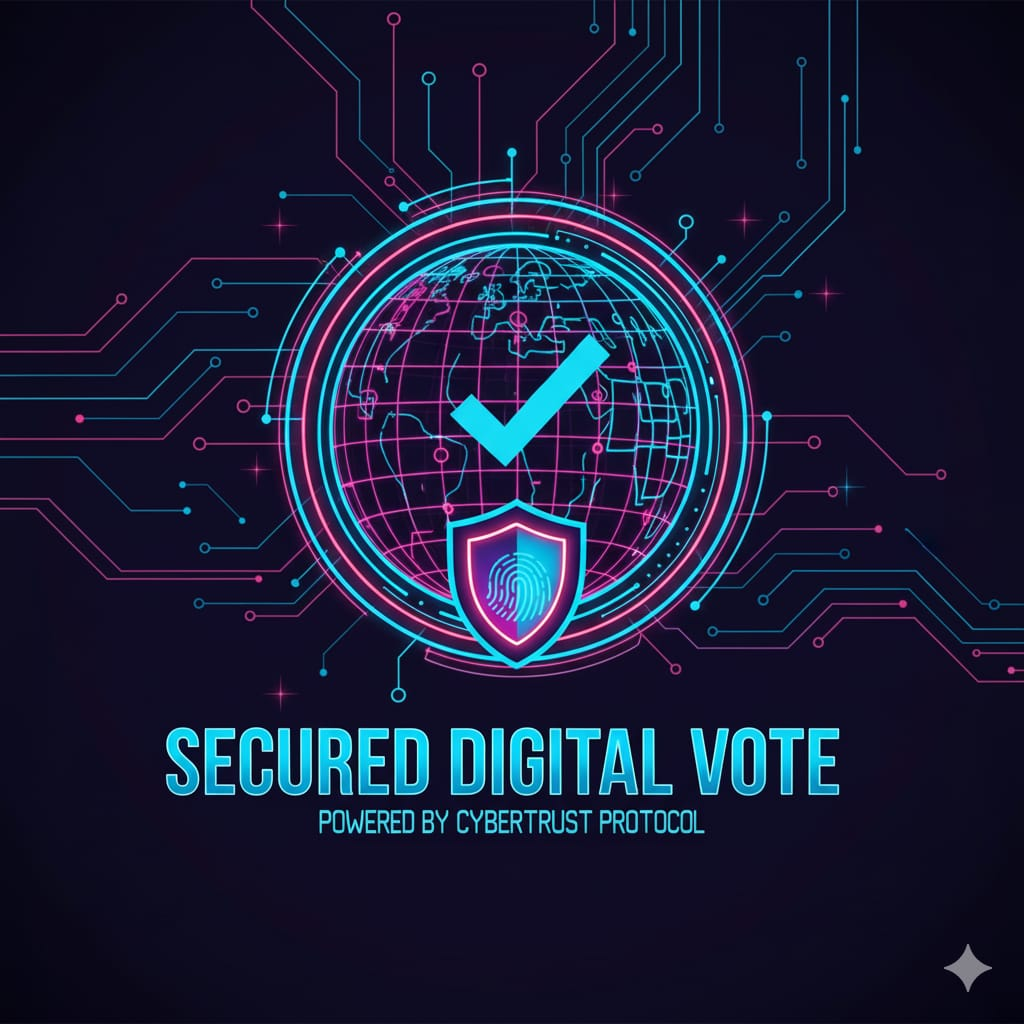 SECURED DIGITAL VOTE
POWERED BY CYBERTRUST PROTOCOL